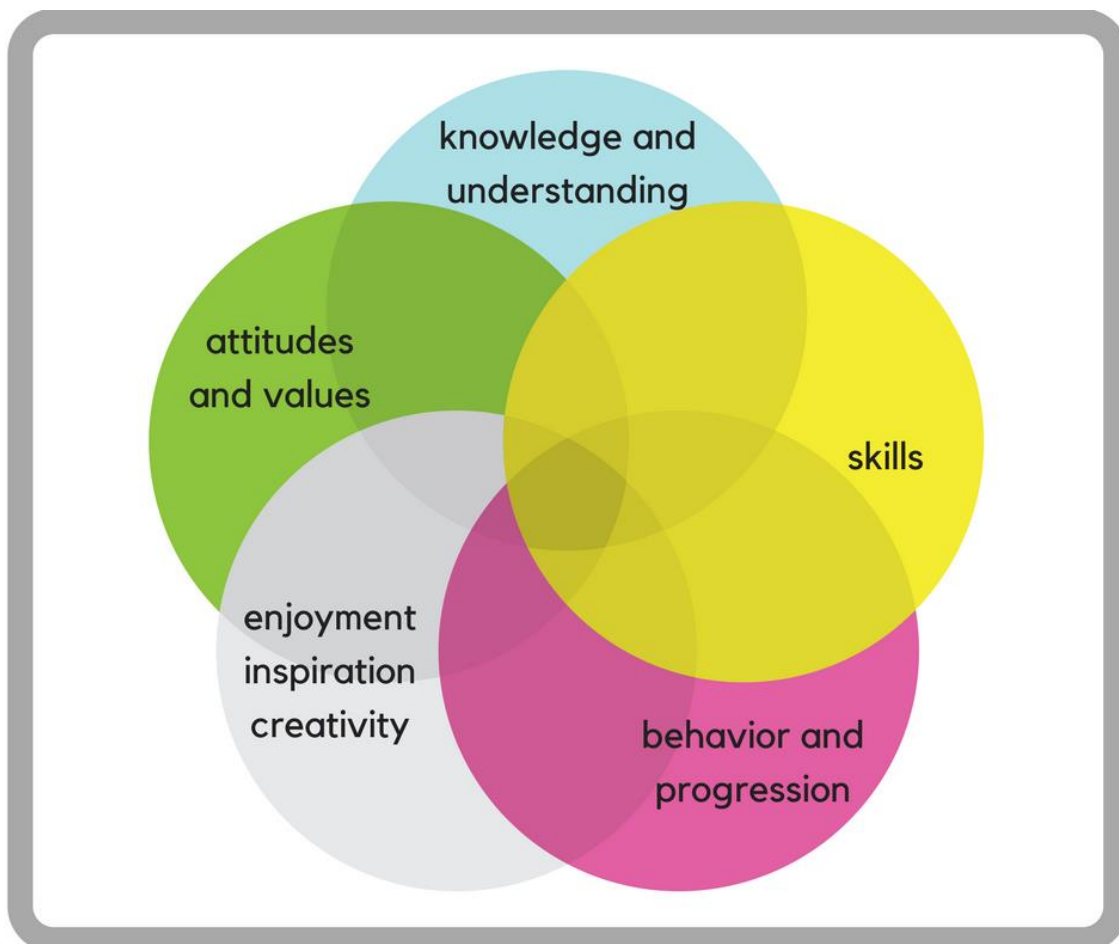 knowledge and
understanding
attitudes
and values
skills
enjoyment
inspiration
creativity
behavior and
progression